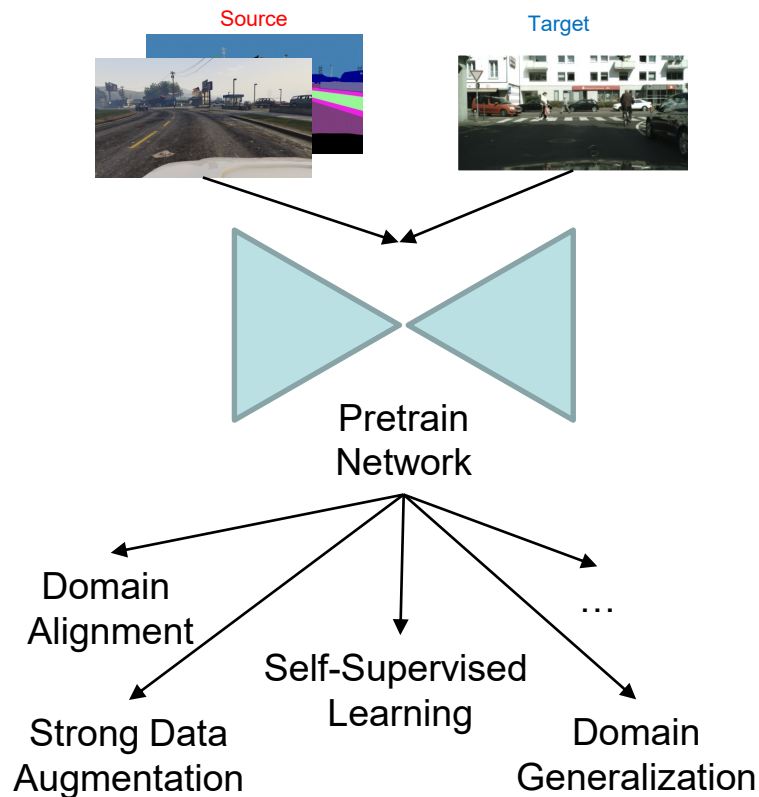 Source
Target
Pretrain
Network
Domain
Alignment
…
Self-Supervised
Learning
Strong Data
Augmentation
Domain
Generalization